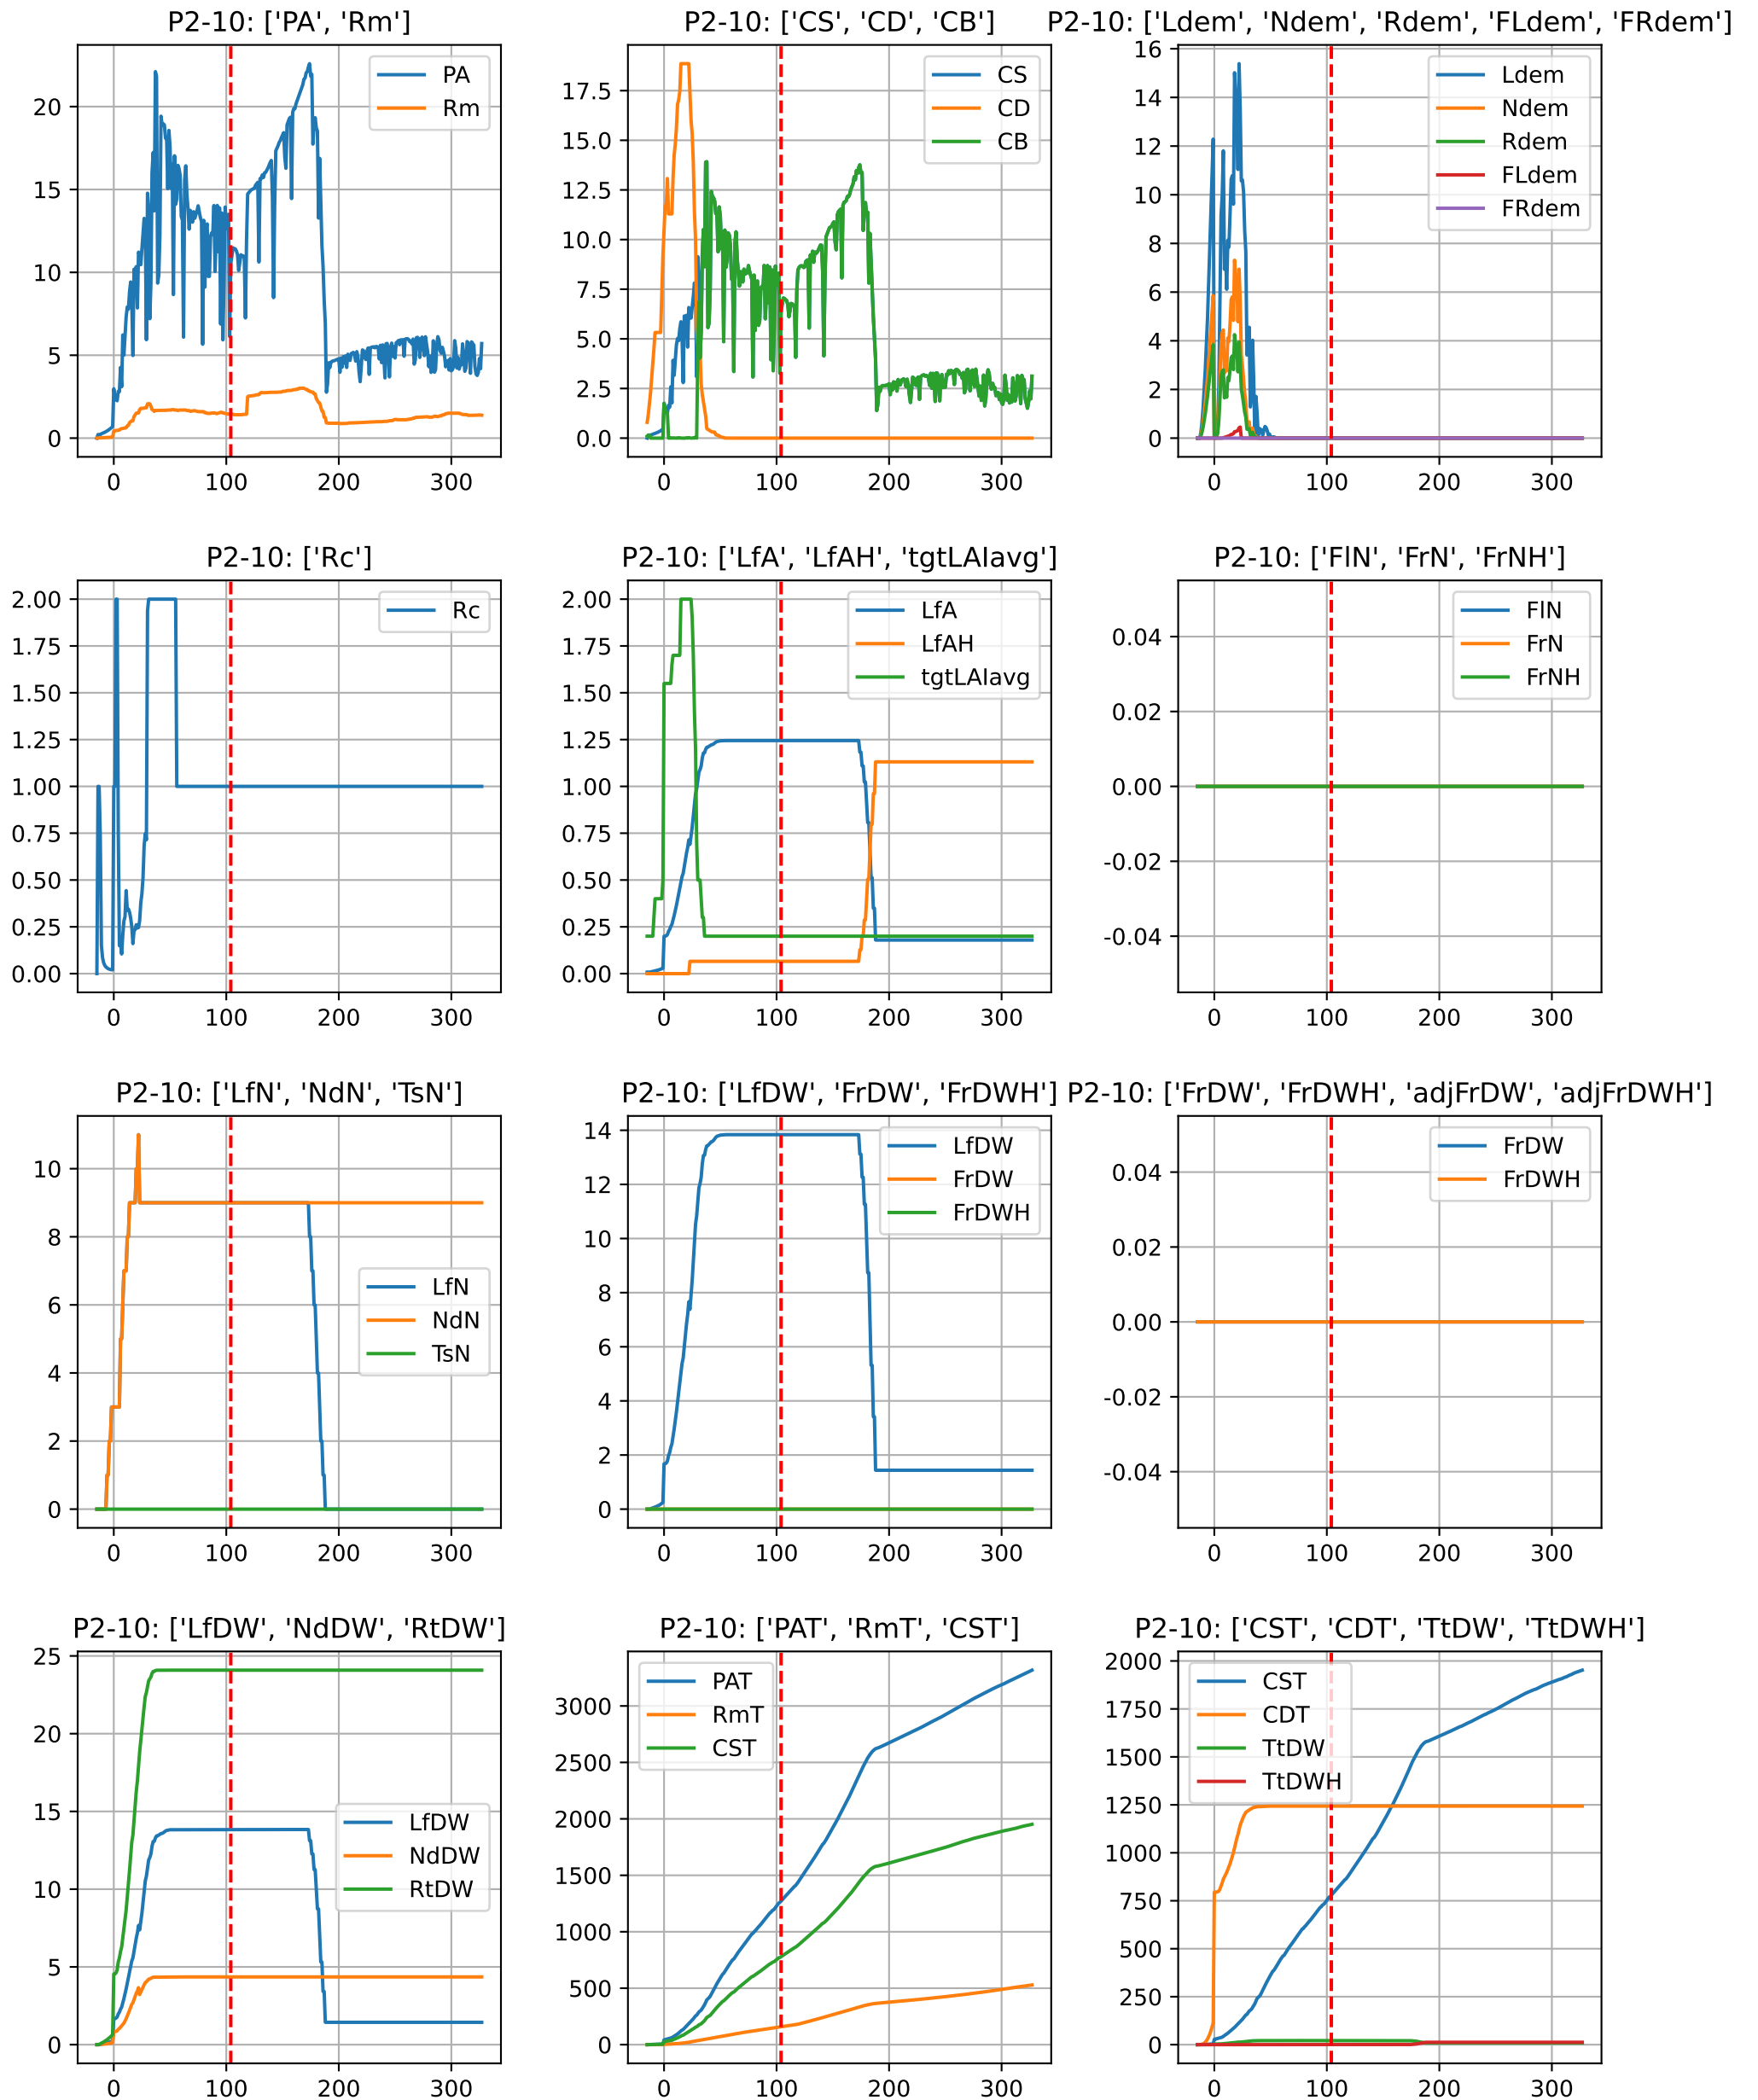 P2-10: ['PA', 'Rm']
PA
Rm
20
15
10
5
0
0 100 200 300
P2-10: ['CS', 'CD', 'CB']
CS
CD
CB
17.5
15.0
12.5
10.0
7.5
5.0
2.5
0.0
0 100 200 300
P2-10: ['Ldem', 'Ndem', 'Rdem', 'FLdem', 'FRdem']
Ldem
Ndem
Rdem
FLdem
FRdem
16
14
12
10
8
6
4
2
0
0 100 200 300
P2-10: ['Rc']
Rc
2.00
1.75
1.50
1.25
1.00
0.75
0.50
0.25
0.00
0 100 200 300
P2-10: ['LfA', 'LfAH', 'tgtLAIavg']
LfA
LfAH
tgtLAIavg
2.00
1.75
1.50
1.25
1.00
0.75
0.50
0.25
0.00
0 100 200 300
P2-10: ['FlN', 'FrN', 'FrNH']
FlN
FrN
FrNH
0.04
0.02
0.00
-0.02
-0.04
0 100 200 300
P2-10: ['LfN', 'NdN', 'TsN']
LfN
NdN
TsN
10
8
6
4
2
0
0 100 200 300
P2-10: ['LfDW', 'FrDW', 'FrDWH']
LfDW
FrDW
FrDWH
14
12
10
8
6
4
2
0
0 100 200 300
P2-10: ['FrDW', 'FrDWH', 'adjFrDW', 'adjFrDWH']
FrDW
FrDWH
0.04
0.02
0.00
-0.02
-0.04
0 100 200 300
P2-10: ['LfDW', 'NdDW', 'RtDW']
LfDW
NdDW
RtDW
25
20
15
10
5
0
0 100 200 300
P2-10: ['PAT', 'RmT', 'CST']
PAT
RmT
CST
3000
2500
2000
1500
1000
500
0
0 100 200 300
P2-10: ['CST', 'CDT', 'TtDW', 'TtDWH']
CST
CDT
TtDW
TtDWH
2000
1750
1500
1250
1000
750
500
250
0
0 100 200 300